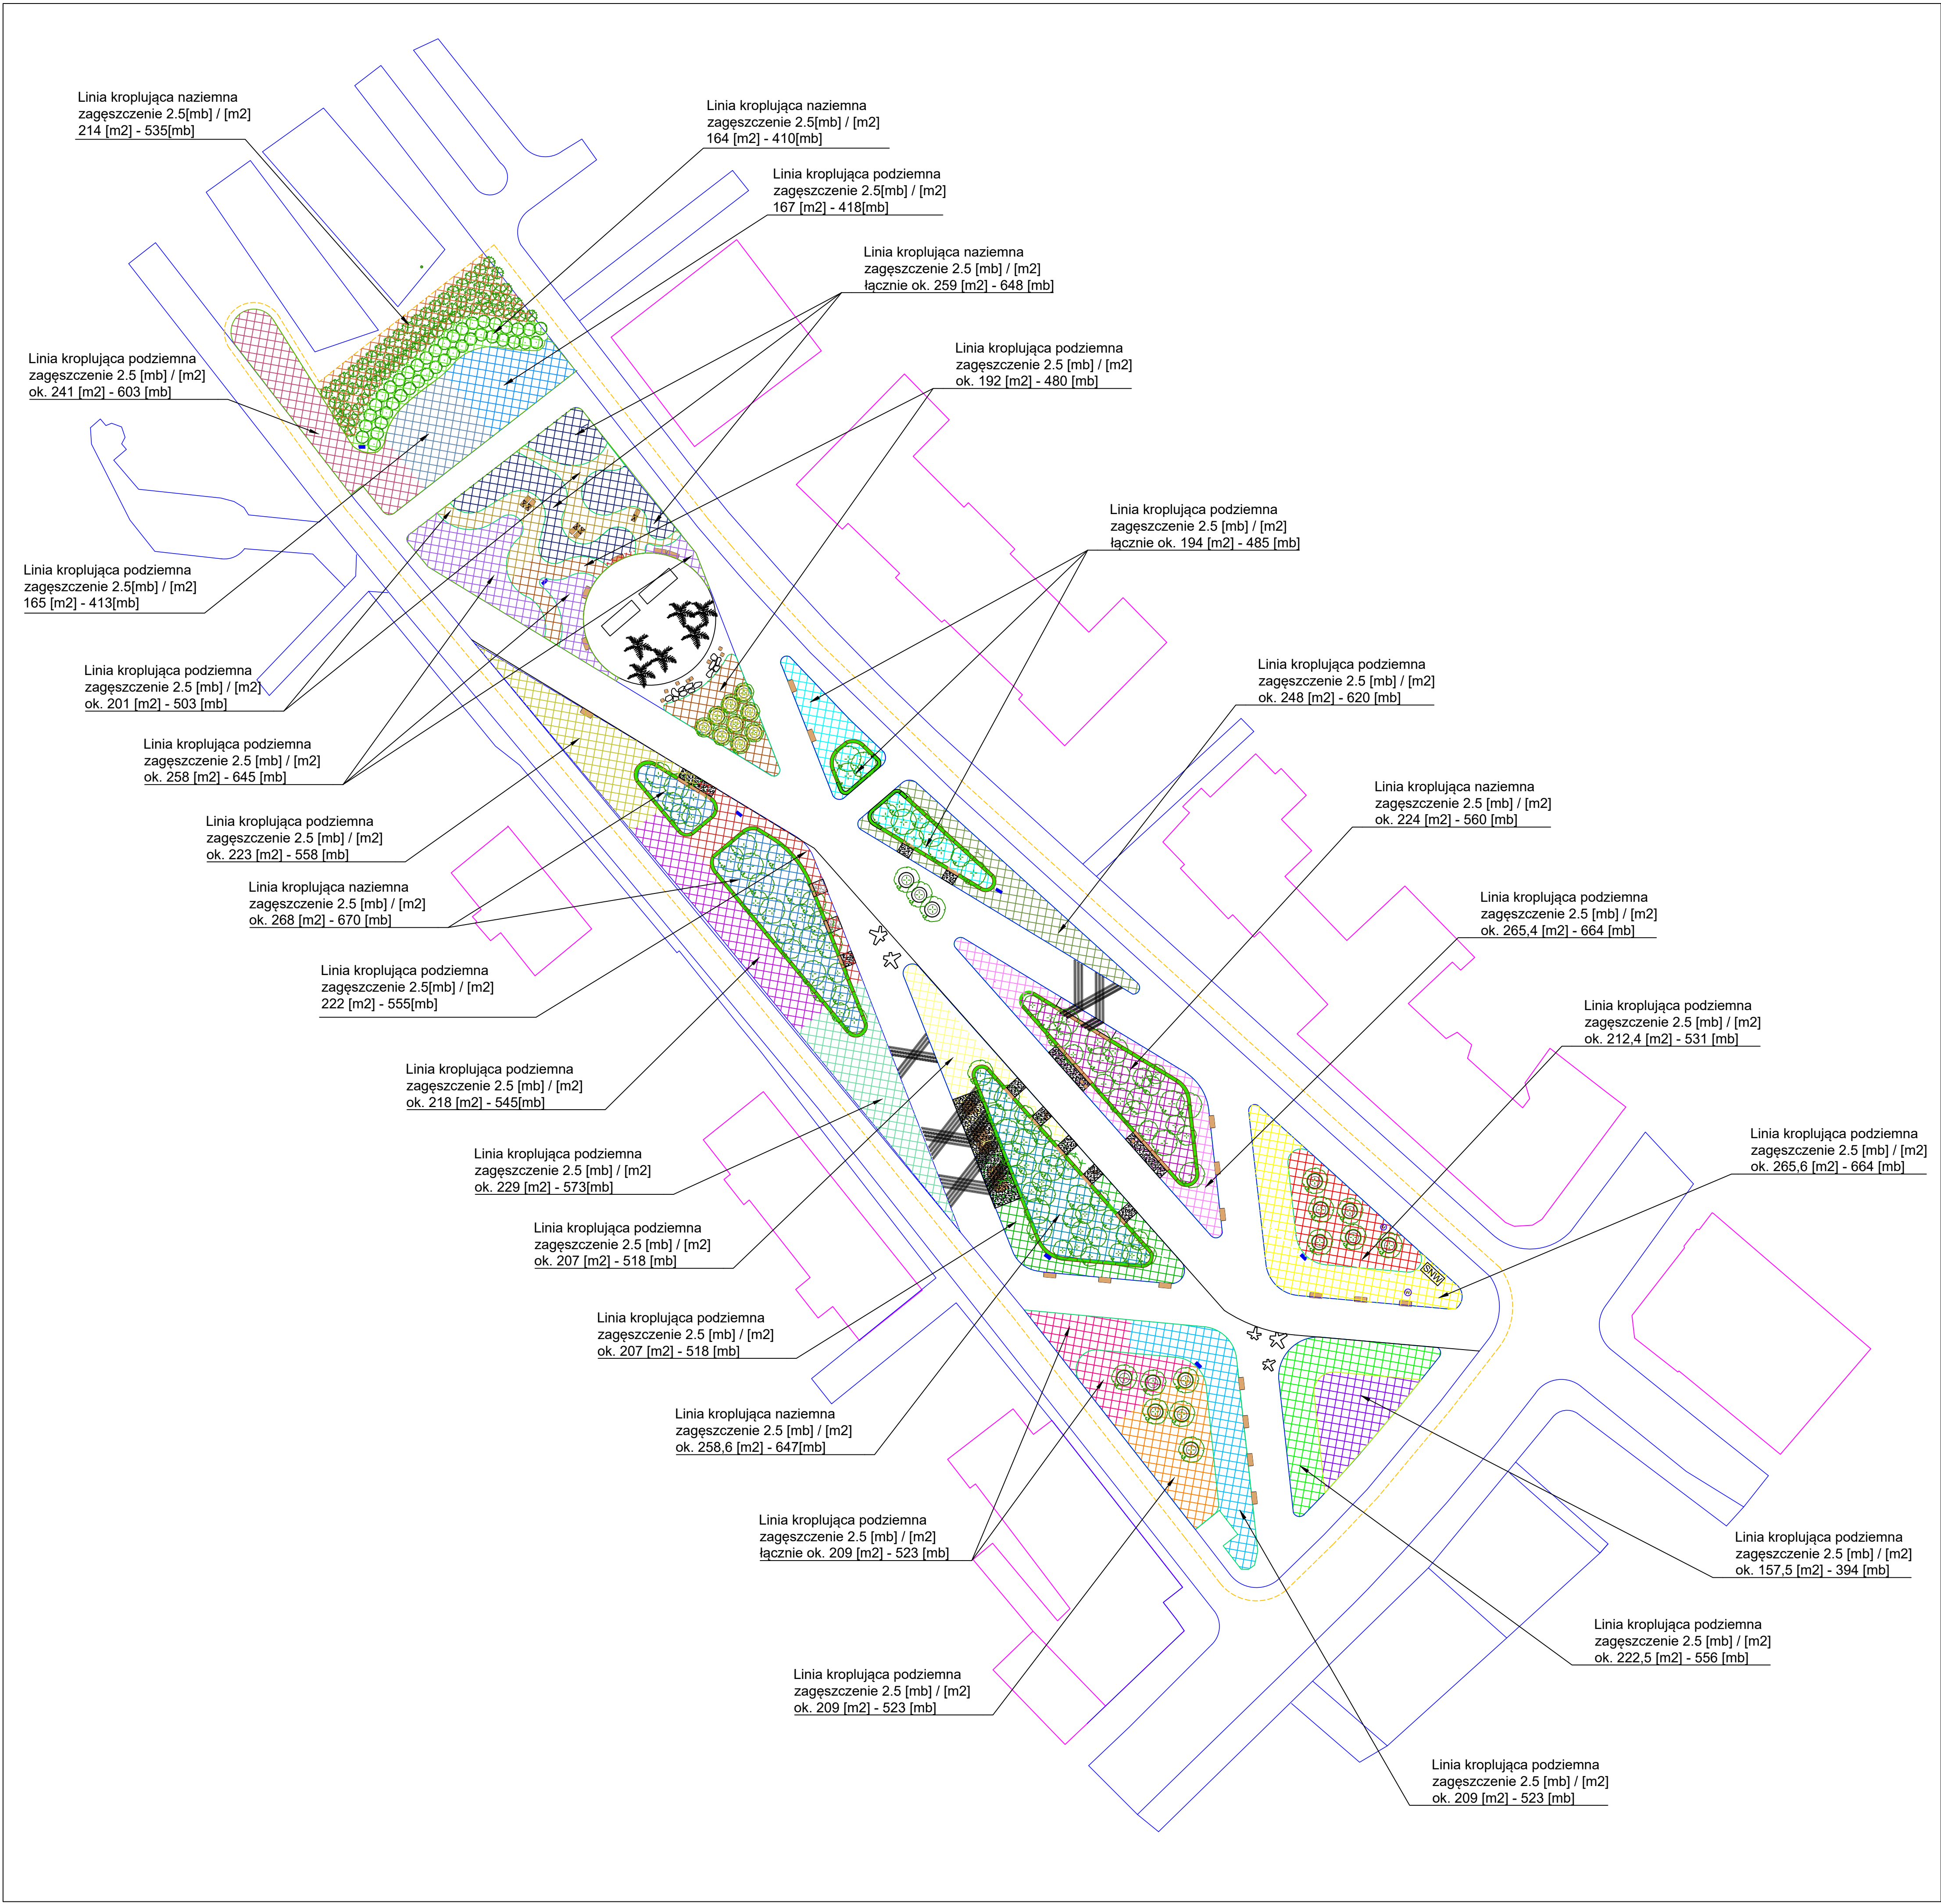 Linia kroplująca naziemna
zagęszczenie 2.5[mb] / [m2]
214 [m2] - 535[mb]
Linia kroplująca naziemna
zagęszczenie 2.5[mb] / [m2]
164 [m2] - 410[mb]
Linia kroplująca podziemna
zagęszczenie 2.5[mb] / [m2]
167 [m2] - 418[mb]
Linia kroplująca naziemna
zagęszczenie 2.5 [mb] / [m2]
łącznie ok. 259 [m2] - 648 [mb]
Linia kroplująca podziemna
zagęszczenie 2.5 [mb] / [m2]
ok. 192 [m2] - 480 [mb]
Linia kroplująca podziemna
zagęszczenie 2.5 [mb] / [m2]
ok. 241 [m2] - 603 [mb]
Linia kroplująca podziemna
zagęszczenie 2.5 [mb] / [m2]
łącznie ok. 194 [m2] - 485 [mb]
Linia kroplująca podziemna
zagęszczenie 2.5[mb] / [m2]
165 [m2] - 413[mb]
Linia kroplująca podziemna
zagęszczenie 2.5 [mb] / [m2]
ok. 201 [m2] - 503 [mb]
Linia kroplująca podziemna
zagęszczenie 2.5 [mb] / [m2]
ok. 248 [m2] - 620 [mb]
Linia kroplująca podziemna
zagęszczenie 2.5 [mb] / [m2]
ok. 258 [m2] - 645 [mb]
Linia kroplująca naziemna
zagęszczenie 2.5 [mb] / [m2]
ok. 224 [m2] - 560 [mb]
Linia kroplująca podziemna
zagęszczenie 2.5 [mb] / [m2]
ok. 223 [m2] - 558 [mb]
Linia kroplująca naziemna
zagęszczenie 2.5 [mb] / [m2]
ok. 268 [m2] - 670 [mb]
Linia kroplująca podziemna
zagęszczenie 2.5 [mb] / [m2]
ok. 265,4 [m2] - 664 [mb]
Linia kroplująca podziemna
zagęszczenie 2.5[mb] / [m2]
222 [m2] - 555[mb]
Linia kroplująca podziemna
zagęszczenie 2.5 [mb] / [m2]
ok. 212,4 [m2] - 531 [mb]
Linia kroplująca podziemna
zagęszczenie 2.5 [mb] / [m2]
ok. 218 [m2] - 545[mb]
Linia kroplująca podziemna
zagęszczenie 2.5 [mb] / [m2]
ok. 265,6 [m2] - 664 [mb]
Linia kroplująca podziemna
zagęszczenie 2.5 [mb] / [m2]
ok. 229 [m2] - 573[mb]
Linia kroplująca podziemna
zagęszczenie 2.5 [mb] / [m2]
ok. 207 [m2] - 518 [mb]
SNW
Linia kroplująca podziemna
zagęszczenie 2.5 [mb] / [m2]
ok. 207 [m2] - 518 [mb]
Linia kroplująca naziemna
zagęszczenie 2.5 [mb] / [m2]
ok. 258,6 [m2] - 647[mb]
Linia kroplująca podziemna
zagęszczenie 2.5 [mb] / [m2]
łącznie ok. 209 [m2] - 523 [mb]
Linia kroplująca podziemna
zagęszczenie 2.5 [mb] / [m2]
ok. 157,5 [m2] - 394 [mb]
Linia kroplująca podziemna
zagęszczenie 2.5 [mb] / [m2]
ok. 222,5 [m2] - 556 [mb]
Linia kroplująca podziemna
zagęszczenie 2.5 [mb] / [m2]
ok. 209 [m2] - 523 [mb]
Linia kroplująca podziemna
zagęszczenie 2.5 [mb] / [m2]
ok. 209 [m2] - 523 [mb]